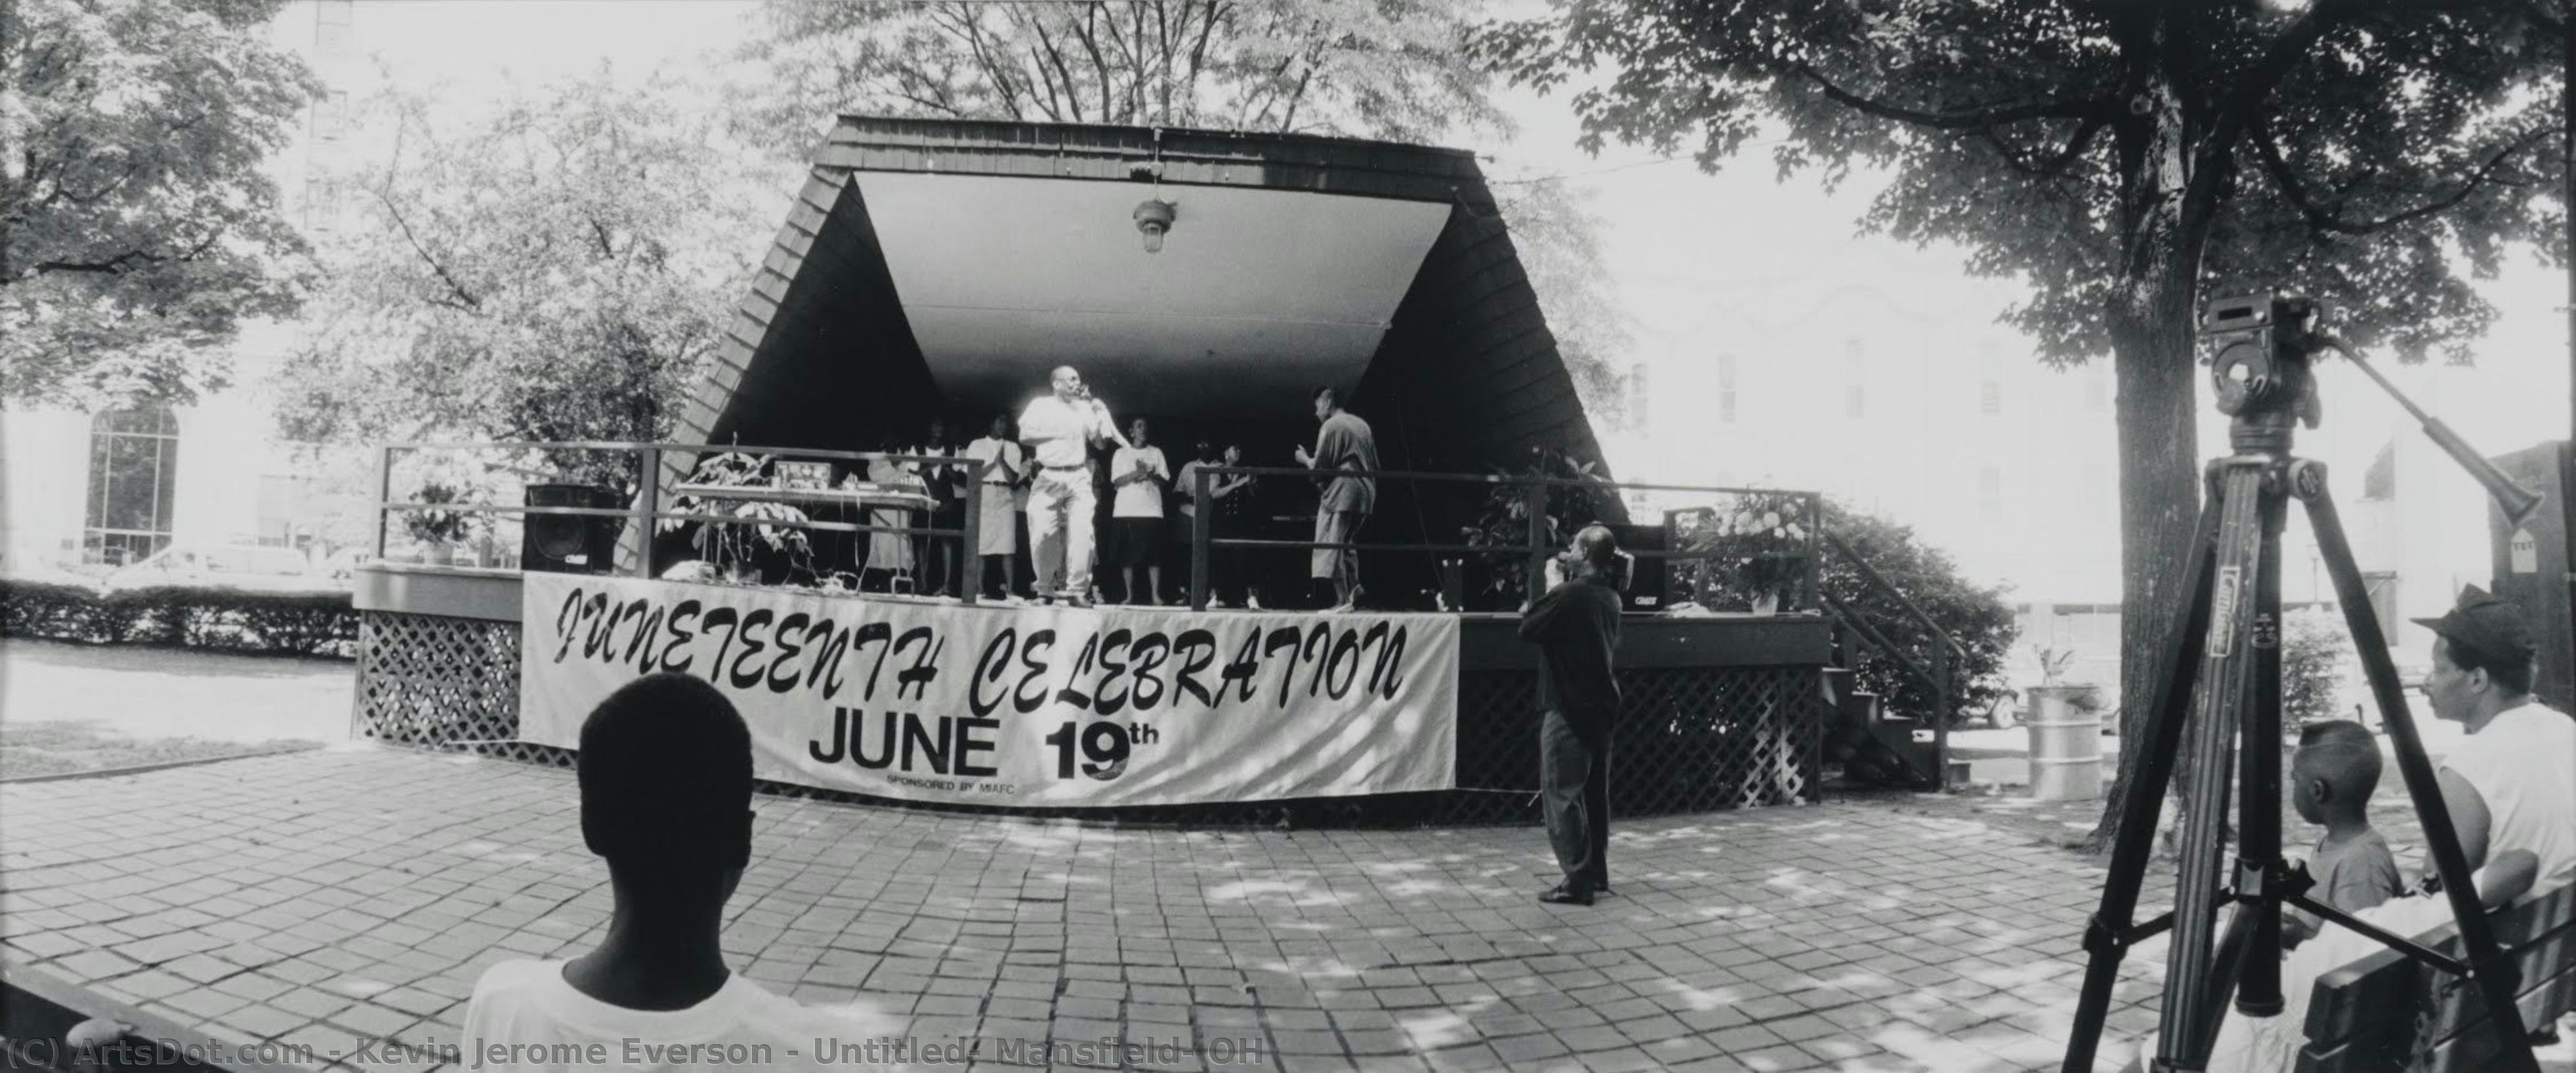 JUNETEENTH CELEBRATION
JUNE 19th
SPONSORED BY MIAFC
(C) ArtsDot.com - Kevin Jerome Everson - Untitled- Mansfield- OH